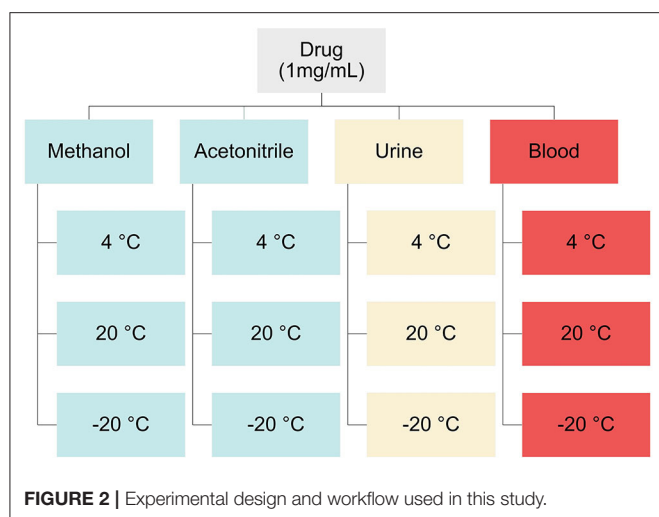 Drug
(1mg/mL)
Methanol
Acetonitrile
Urine
Blood
4 °C
4 °C
4 °C
4 °C
20 °C
20 °C
20 °C
20 °C
-20 °C
-20 °C
-20 °C
-20 °C
FIGURE 2 | Experimental design and workflow used in this study.